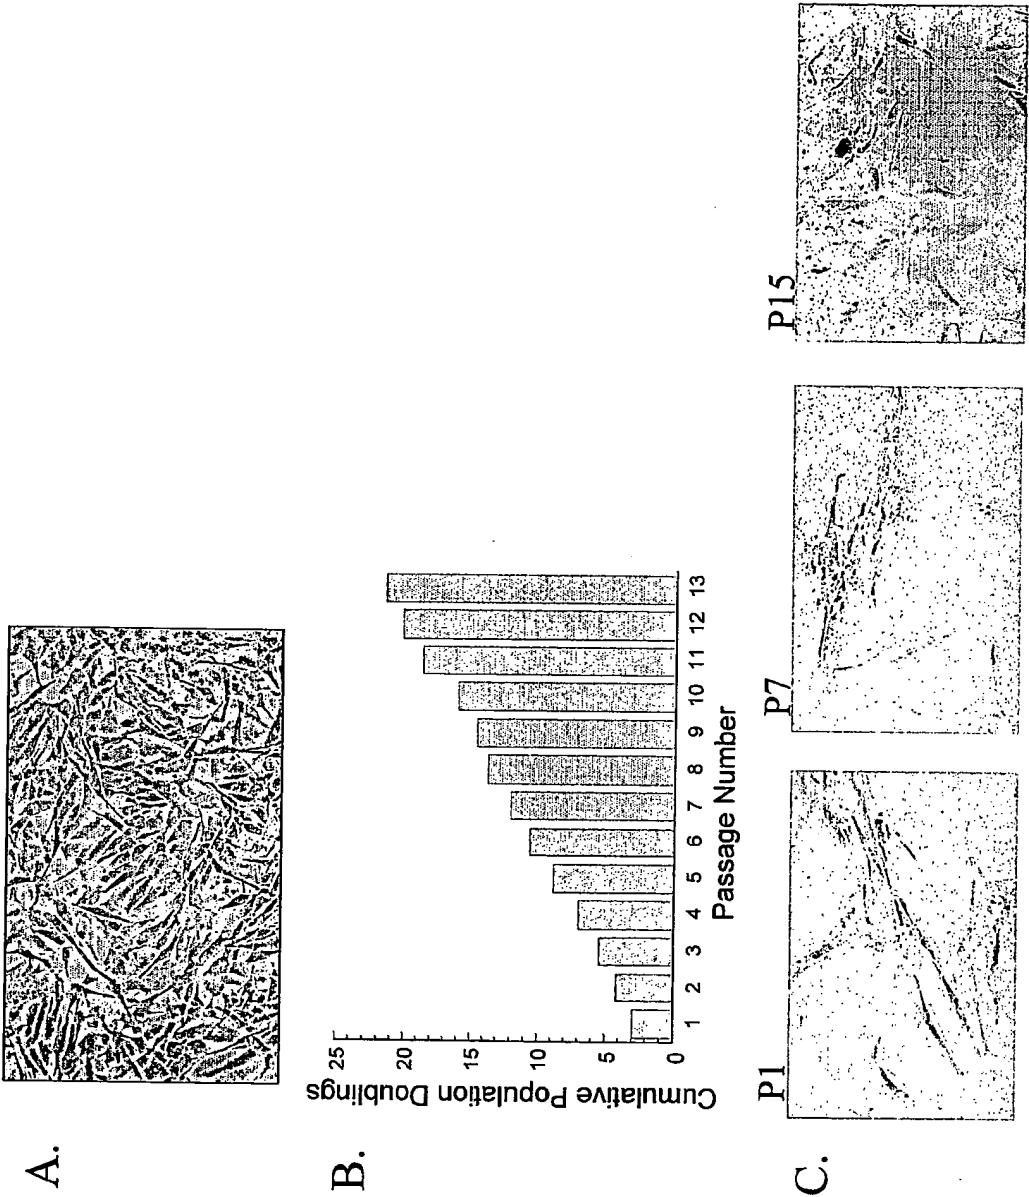 A.
B.
Cumulative Population Doublings
25
20
15
10
5
0
1 2 3 4 5 6 7 8 9 10 11 12 13
Passage Number
C.
P1
P7
P15